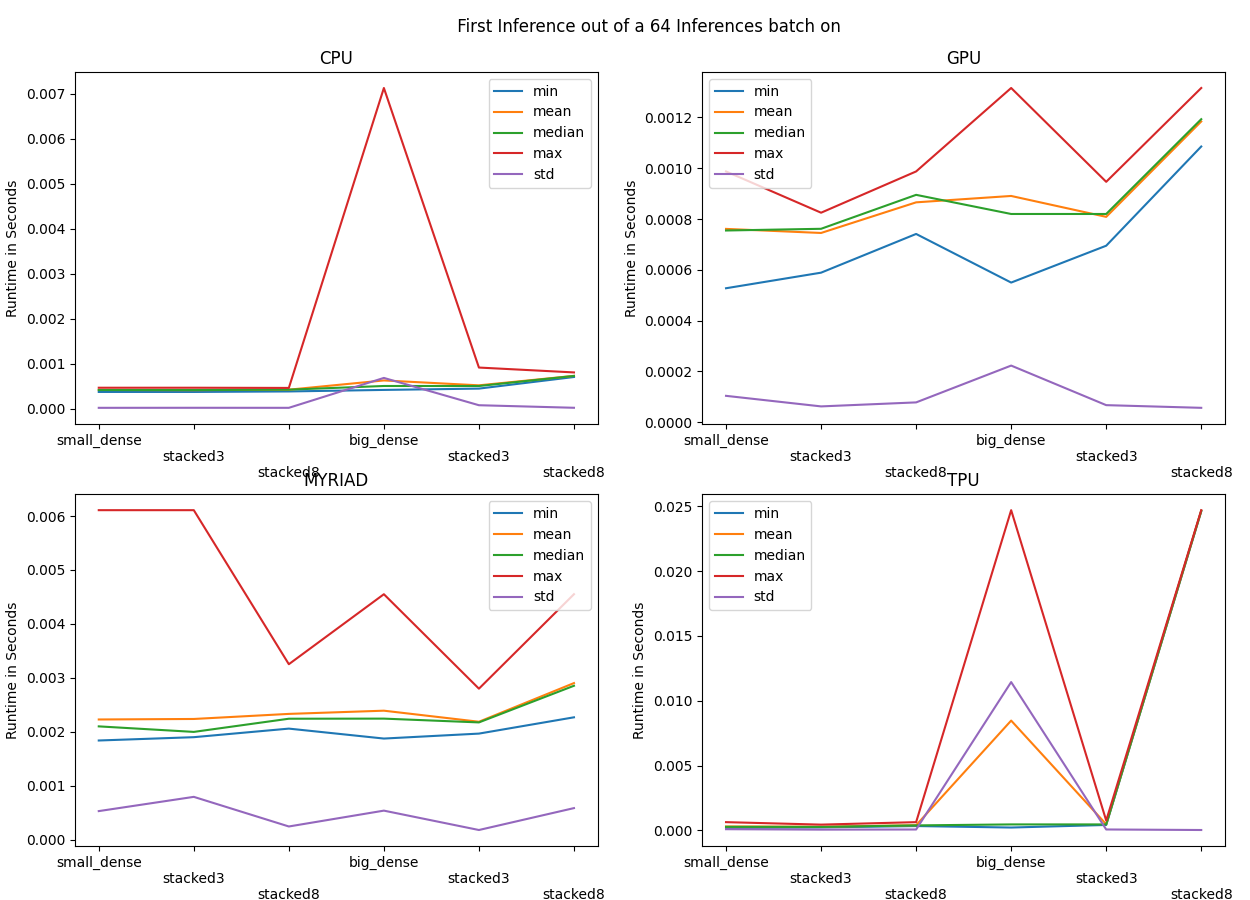 First Inference out of a 64 Inferences batch on
CPU
Runtime in Seconds
0.007
0.006
0.005
0.004
0.003
0.002
0.001
0.000
min
mean
median
max
std
small_dense
stacked3
stacked8
big_dense
stacked3
stacked8
GPU
Runtime in Seconds
0.0012
0.0010
0.0008
0.0006
0.0004
0.0002
0.0000
min
mean
median
max
std
small_dense
stacked3
stacked8
big_dense
stacked3
stacked8
MYRIAD
Runtime in Seconds
0.006
0.005
0.004
0.003
0.002
0.001
0.000
min
mean
median
max
std
small_dense
stacked3
stacked8
big_dense
stacked3
stacked8
TPU
Runtime in Seconds
0.025
0.020
0.015
0.010
0.005
0.000
min
mean
median
max
std
small_dense
stacked3
stacked8
big_dense
stacked3
stacked8